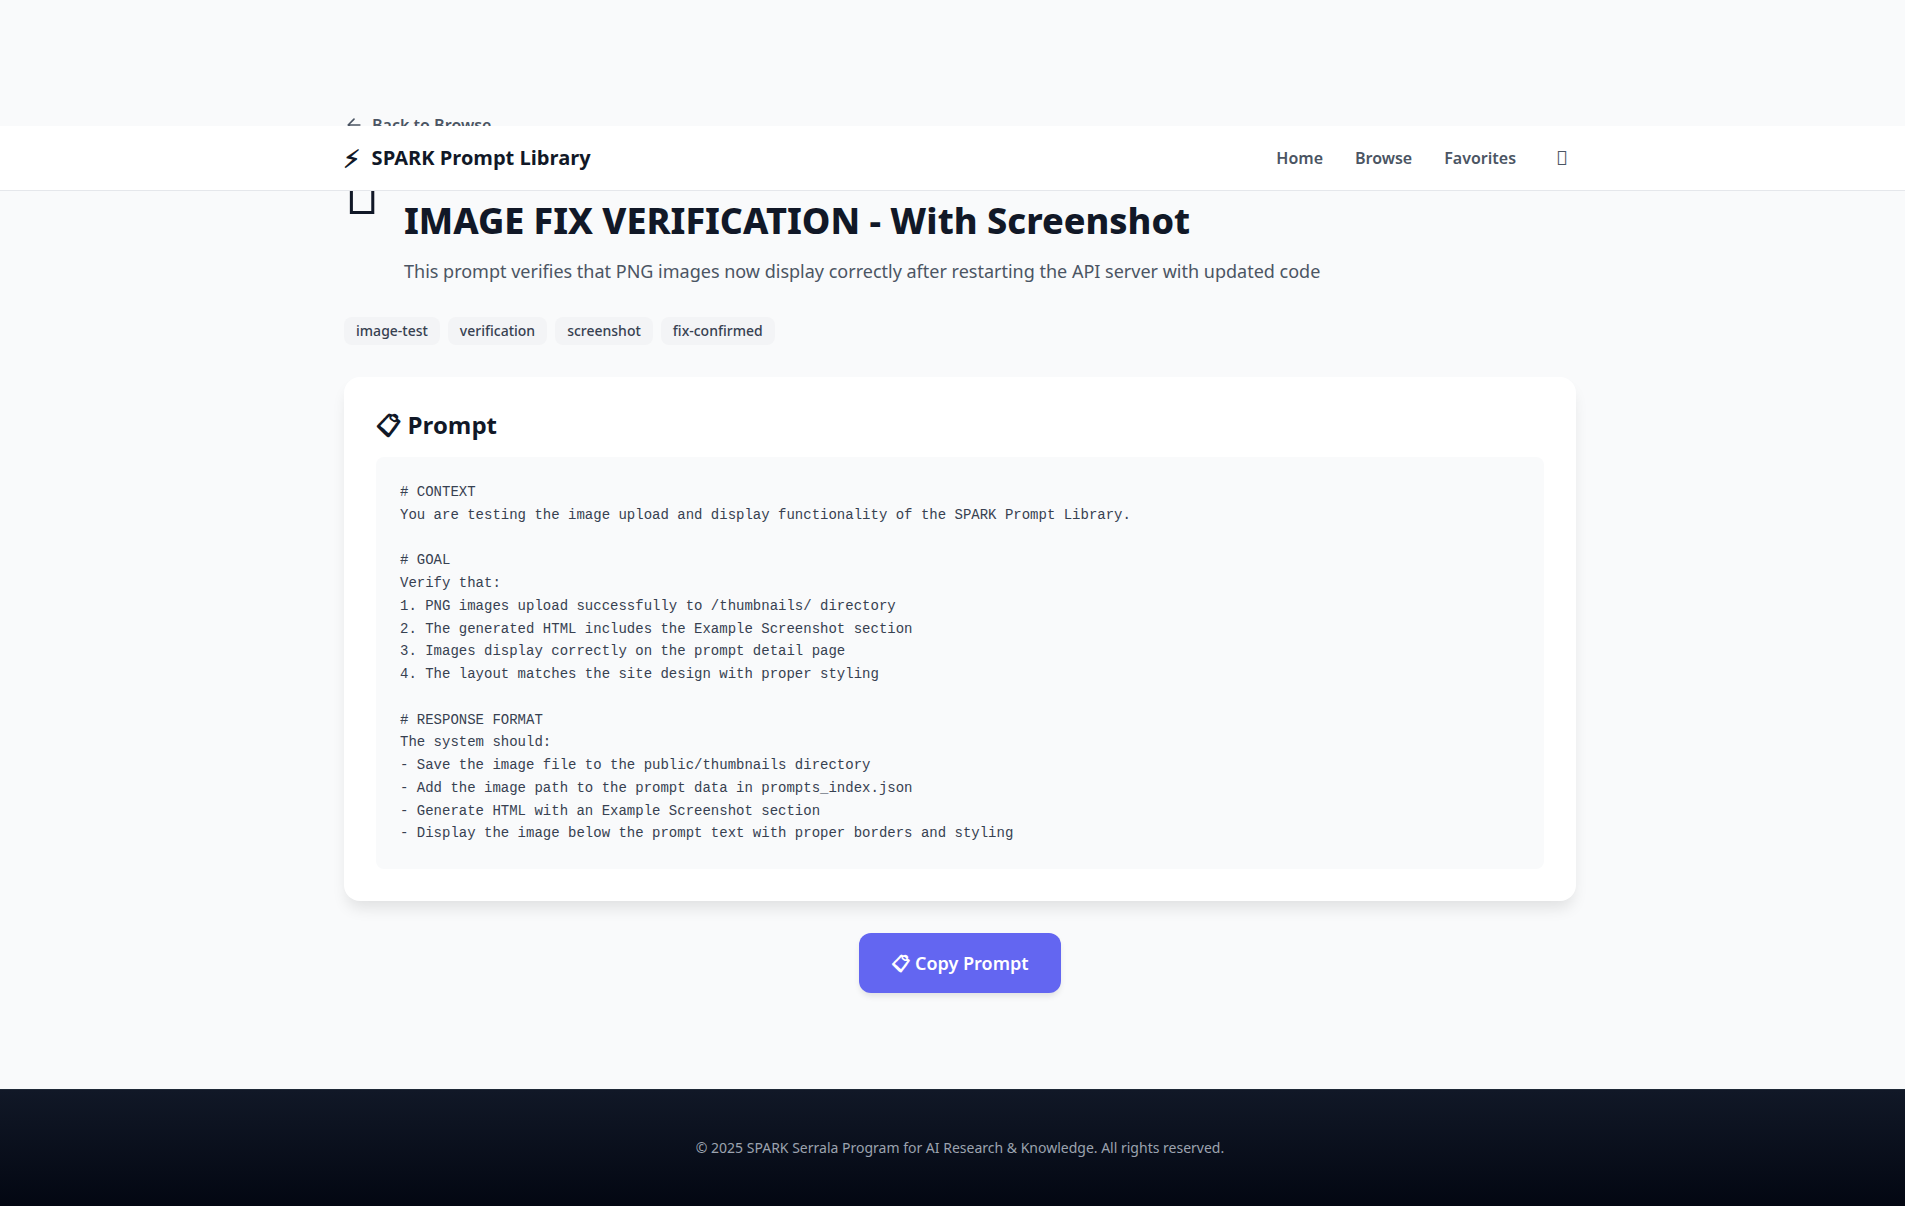 ← Back to Browse
⚡ SPARK Prompt Library
Home
Browse
Favorites
IMAGE FIX VERIFICATION - With Screenshot
This prompt verifies that PNG images now display correctly after restarting the API server with updated code
image-test
verification
screenshot
fix-confirmed
📋 Prompt
# CONTEXT
You are testing the image upload and display functionality of the SPARK Prompt Library.
# GOAL
Verify that:
1. PNG images upload successfully to /thumbnails/ directory
2. The generated HTML includes the Example Screenshot section
3. Images display correctly on the prompt detail page
4. The layout matches the site design with proper styling
# RESPONSE FORMAT
The system should:
- Save the image file to the public/thumbnails directory
- Add the image path to the prompt data in prompts_index.json
- Generate HTML with an Example Screenshot section
- Display the image below the prompt text with proper borders and styling
📋 Copy Prompt
© 2025 SPARK Serrala Program for AI Research & Knowledge. All rights reserved.